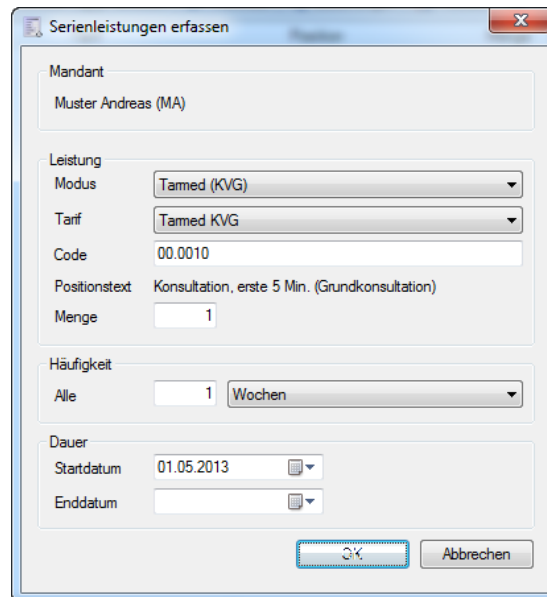 Serienleistungen erfassen
Mandant
Muster Andreas (MA)
Leistung
Modus Tarmed (KVG)
Tarif Tarmed KVG
Code 00.0010
Positionstext Konsultation, erste 5 Min. (Grundkonsultation)
Menge 1
Häufigkeit
Alle 1 Wochen
Dauer
Startdatum 01.05.2013
Enddatum
OK Abbrechen